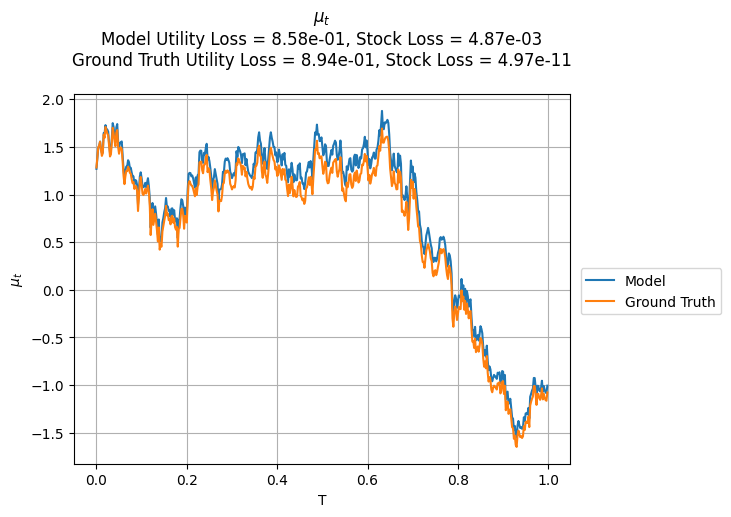 μₜ
Model Utility Loss = 8.58e-01, Stock Loss = 4.87e-03
Ground Truth Utility Loss = 8.94e-01, Stock Loss = 4.97e-11
2.0
1.5
1.0
0.5
0.0
−0.5
−1.0
−1.5
μₜ
Model
Ground Truth
0.0 0.2 0.4 0.6 0.8 1.0
T